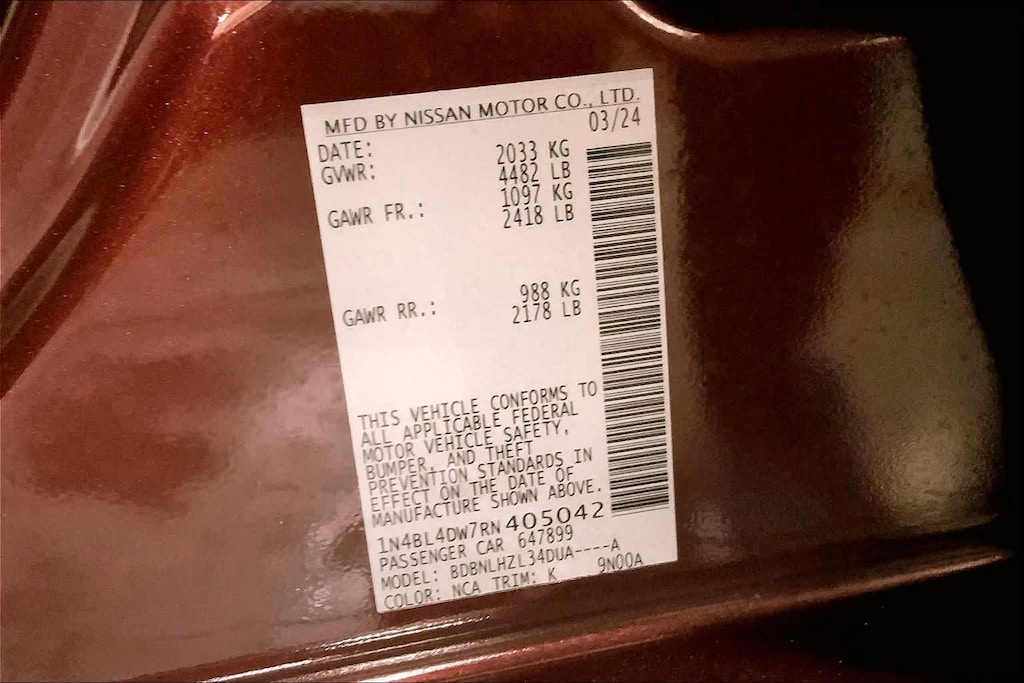 MFD BY NISSAN MOTOR CO., LTD.
DATE: 03/24
GVWR: 2033 KG
4482 LB
GAWR FR.: 1097 KG
2418 LB
GAWR RR.: 988 KG
2178 LB
THIS VEHICLE CONFORMS TO
ALL APPLICABLE FEDERAL
MOTOR VEHICLE SAFETY,
BUMPER, AND THEFT
PREVENTION STANDARDS IN
EFFECT ON THE DATE OF
MANUFACTURE SHOWN ABOVE.
1N4BL4DW7RN405042
PASSENGER CAR 647899
MODEL: BDBNLHZL34DUA----A
COLOR: NCA TRIM: K 9N00A